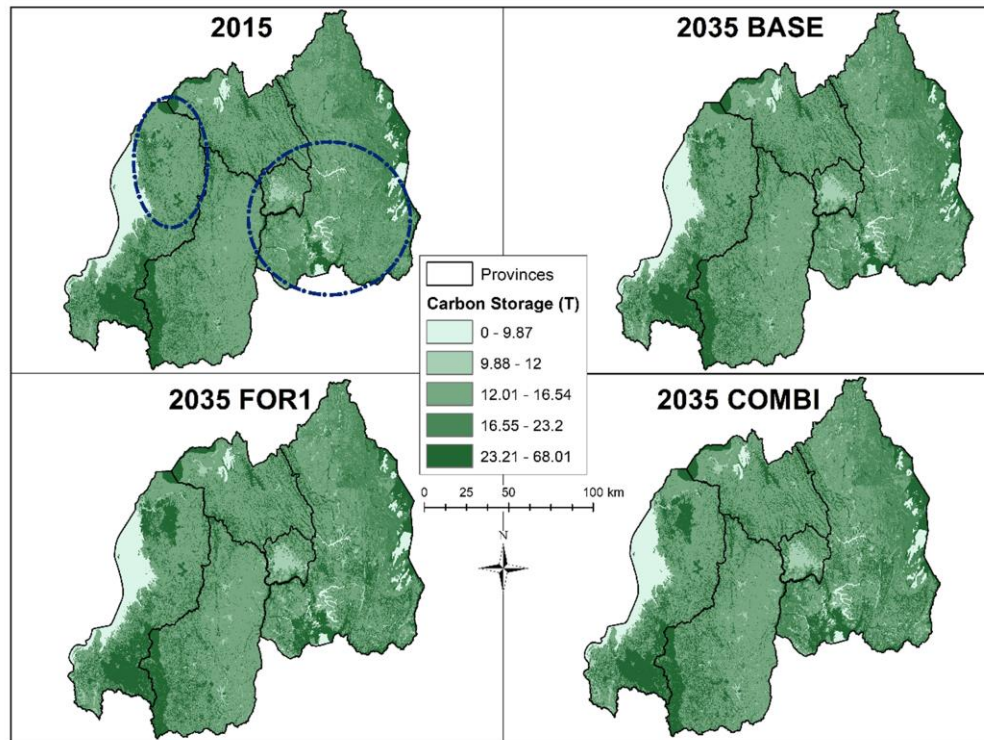 2015
2035 BASE
Provinces
Carbon Storage (T)
0 - 9.87
9.88 - 12
12.01 - 16.54
16.55 - 23.2
23.21 - 68.01
2035 FOR1
2035 COMBI
0 25 50 100 km
N